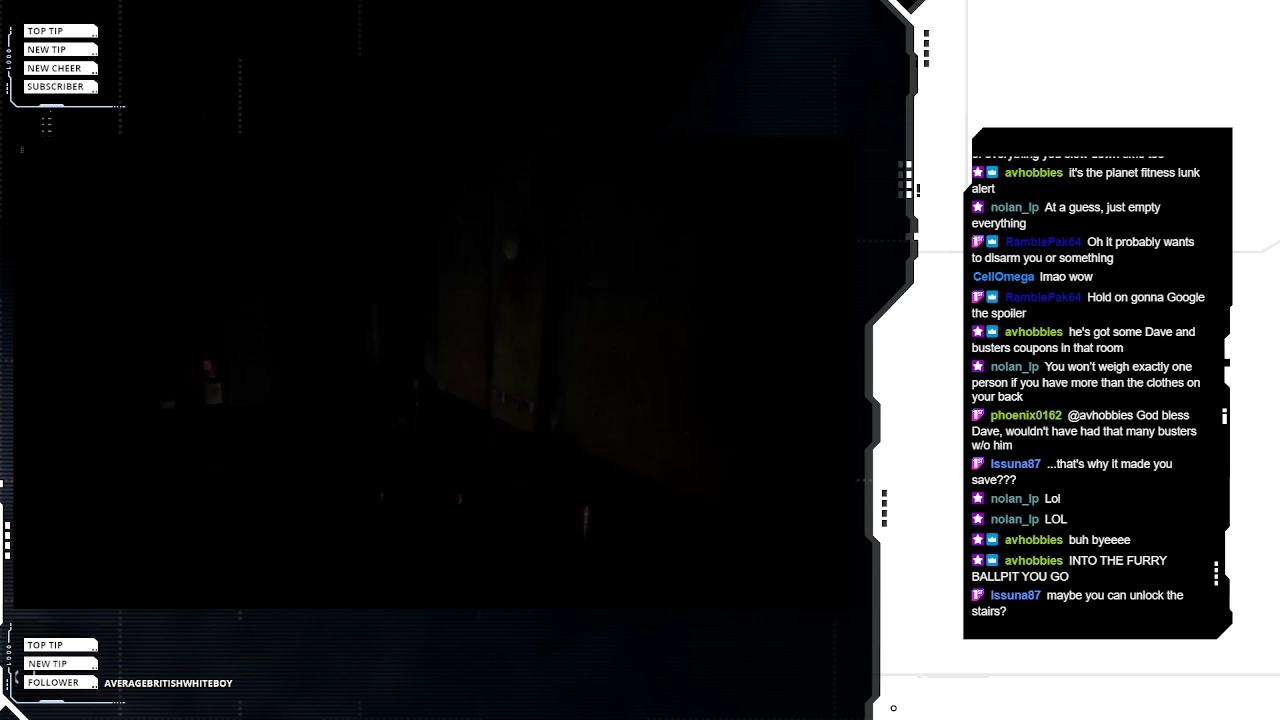 TOP TIP
NEW TIP
NEW CHEER
SUBSCRIBER
avhobbies it's the planet fitness lunk
alert
nolan_lp At a guess, just empty
everything
RamblePak64 Oh it probably wants
to disarm you or something
CellOmega lmao wow
RamblePak64 Hold on gonna Google
the spoiler
avhobbies he's got some Dave and
busters coupons in that room
nolan_lp You won't weigh exactly one
person if you have more than the clothes on
your back
phoenix0162 @avhobbies God bless
Dave, wouldn't have had that many busters
w/o him
Issuna87 ...that's why it made you
save???
nolan_lp Lol
nolan_lp LOL
avhobbies buh byeeee
avhobbies INTO THE FURRY
BALLPIT YOU GO
Issuna87 maybe you can unlock the
stairs?
TOP TIP
NEW TIP
FOLLOWER AVERAGEBRITISHWHITEBOY